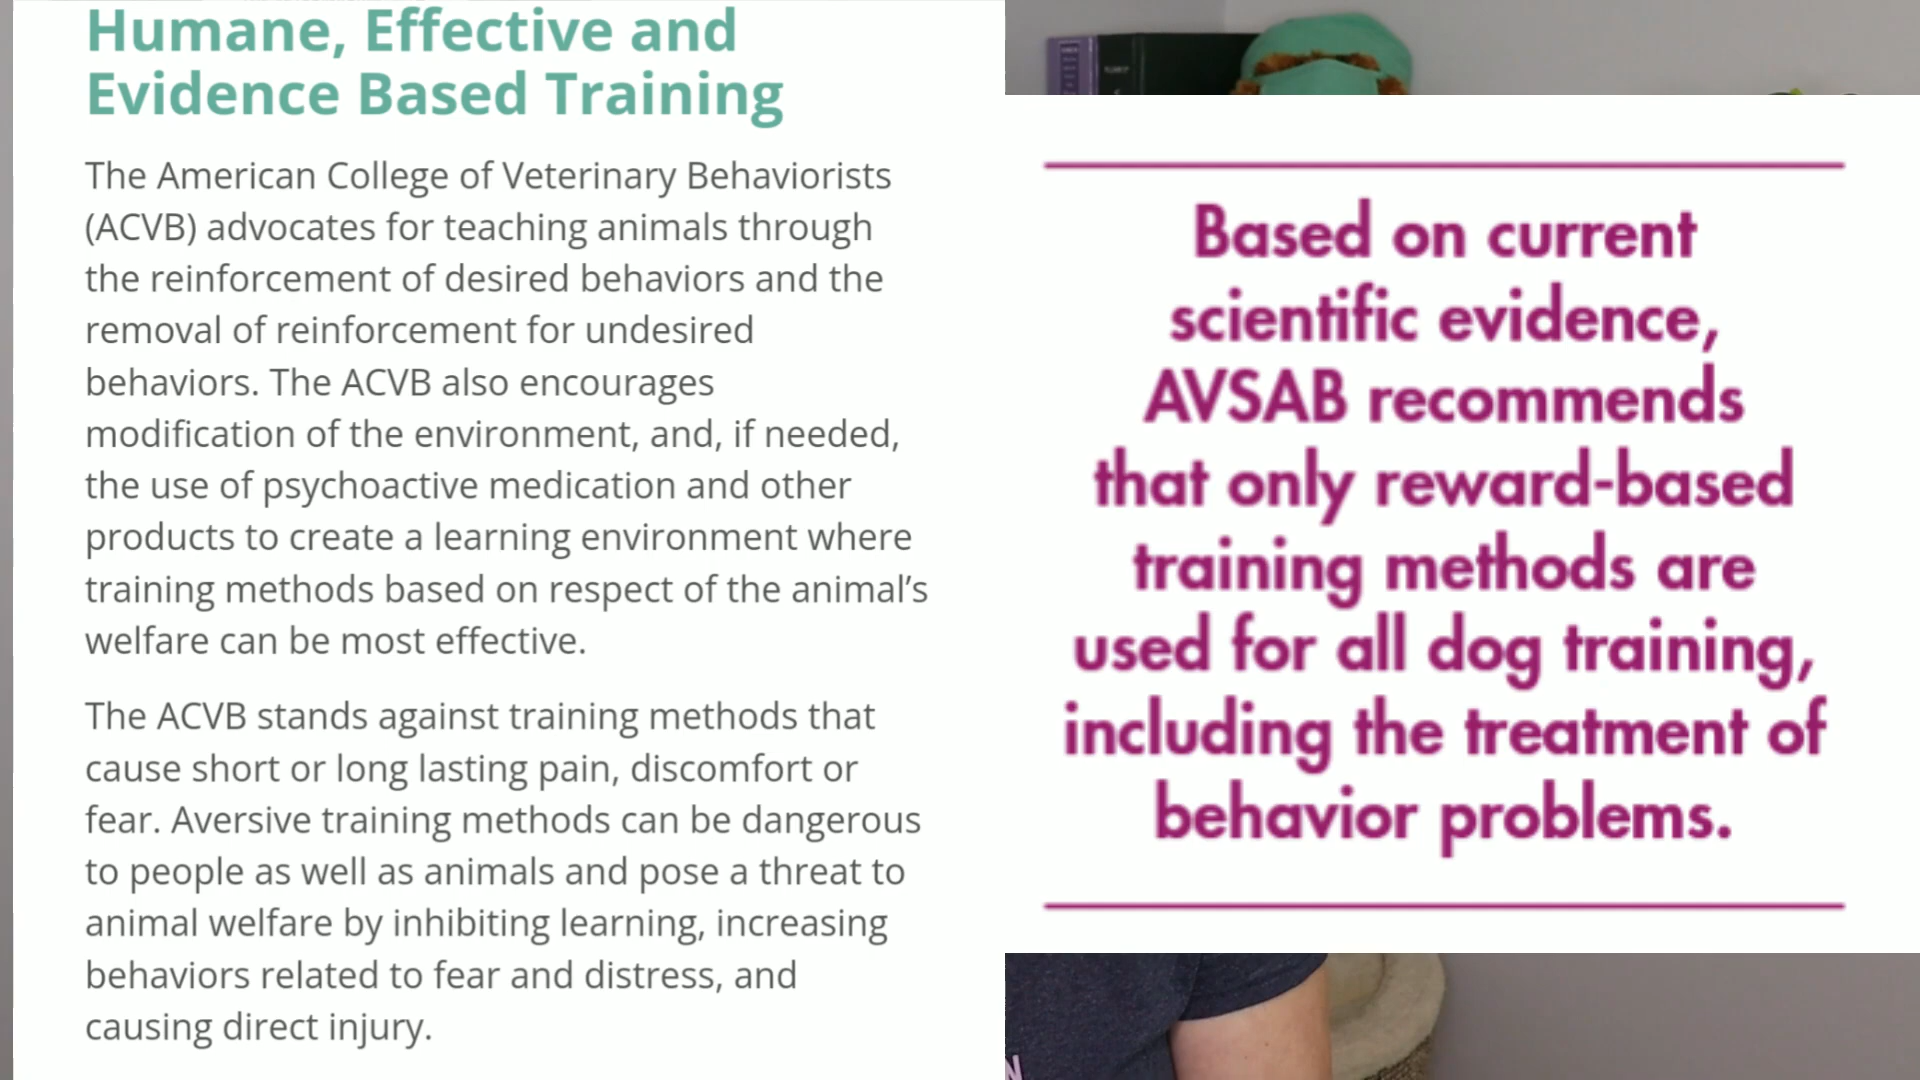 Humane, Effective and
Evidence Based Training
The American College of Veterinary Behaviorists
(ACVB) advocates for teaching animals through
the reinforcement of desired behaviors and the
removal of reinforcement for undesired
behaviors. The ACVB also encourages
modification of the environment, and, if needed,
the use of psychoactive medication and other
products to create a learning environment where
training methods based on respect of the animal’s
welfare can be most effective.
The ACVB stands against training methods that
cause short or long lasting pain, discomfort or
fear. Aversive training methods can be dangerous
to people as well as animals and pose a threat to
animal welfare by inhibiting learning, increasing
behaviors related to fear and distress, and
causing direct injury.
Based on current
scientific evidence,
AVSAB recommends
that only reward-based
training methods are
used for all dog training,
including the treatment of
behavior problems.
N